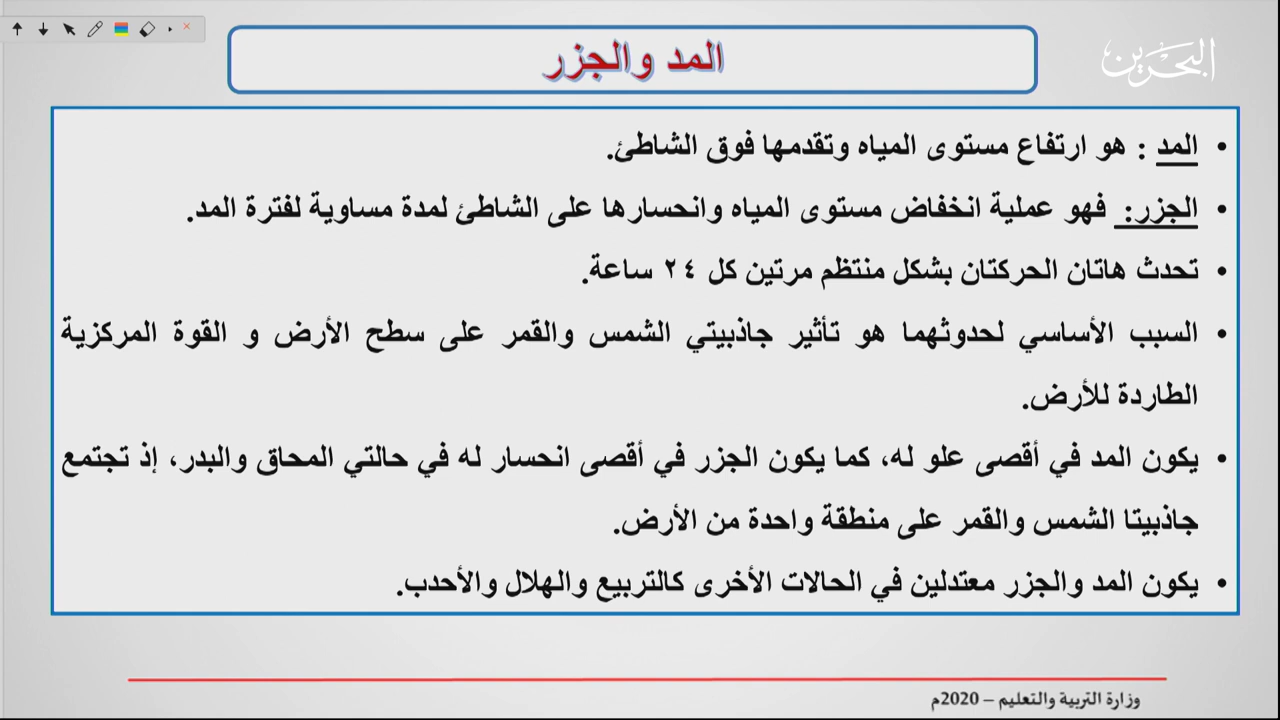 المد والجزر
البحرين
• المد : هو ارتفاع مستوى المياه وتقدمها فوق الشاطئ.
• الجزر: فهو عملية انخفاض مستوى المياه وانحسارها على الشاطئ لمدة مساوية لفترة المد.
• تحدث هاتان الحركتان بشكل منتظم مرتين كل ٢٤ ساعة.
• السبب الأساسي لحدوثهما هو تأثير جاذبيتي الشمس والقمر على سطح الأرض و القوة المركزية
الطاردة للأرض.
• يكون المد في أقصى علو له، كما يكون الجزر في أقصى انحسار له في حالتي المحاق والبدر، إذ تجتمع
جاذبيتا الشمس والقمر على منطقة واحدة من الأرض.
• يكون المد والجزر معتدلين في الحالات الأخرى كالتربيع والهلال والأحدب.
وزارة التربية والتعليم – 2020م